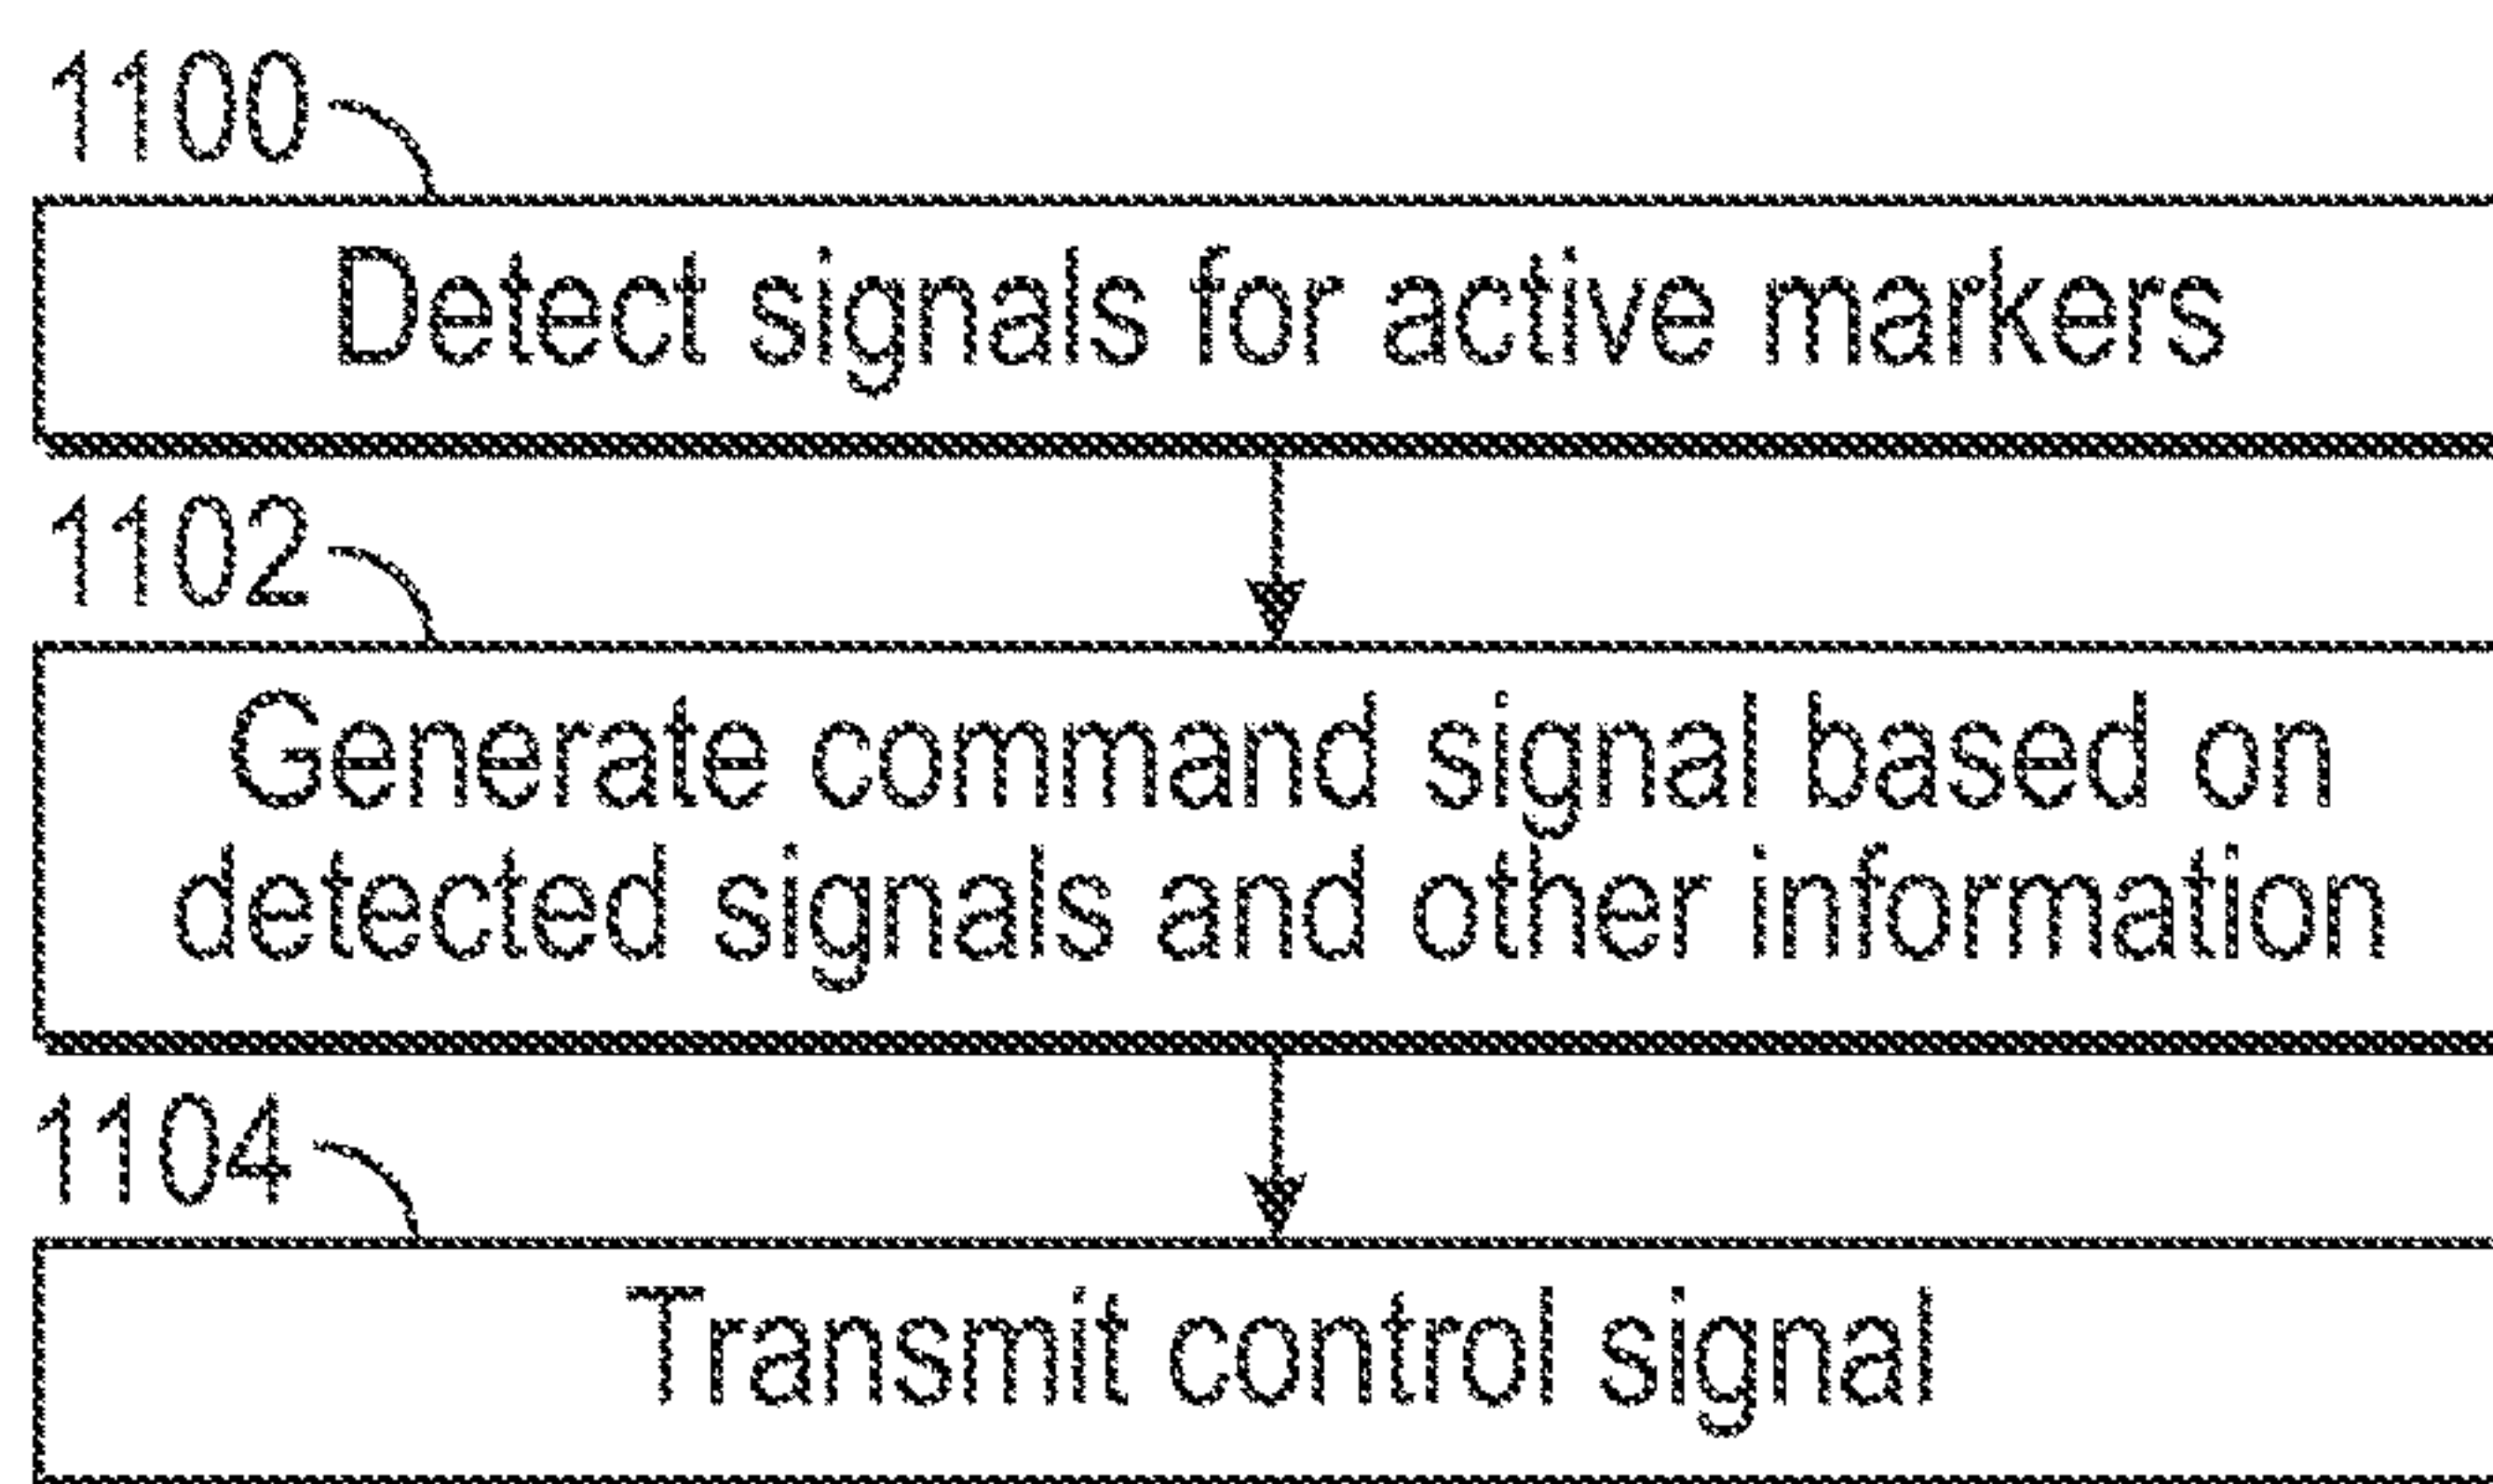 1100
Detect signals for active markers
1102
Generate command signal based on
detected signals and other information
1104
Transmit control signal